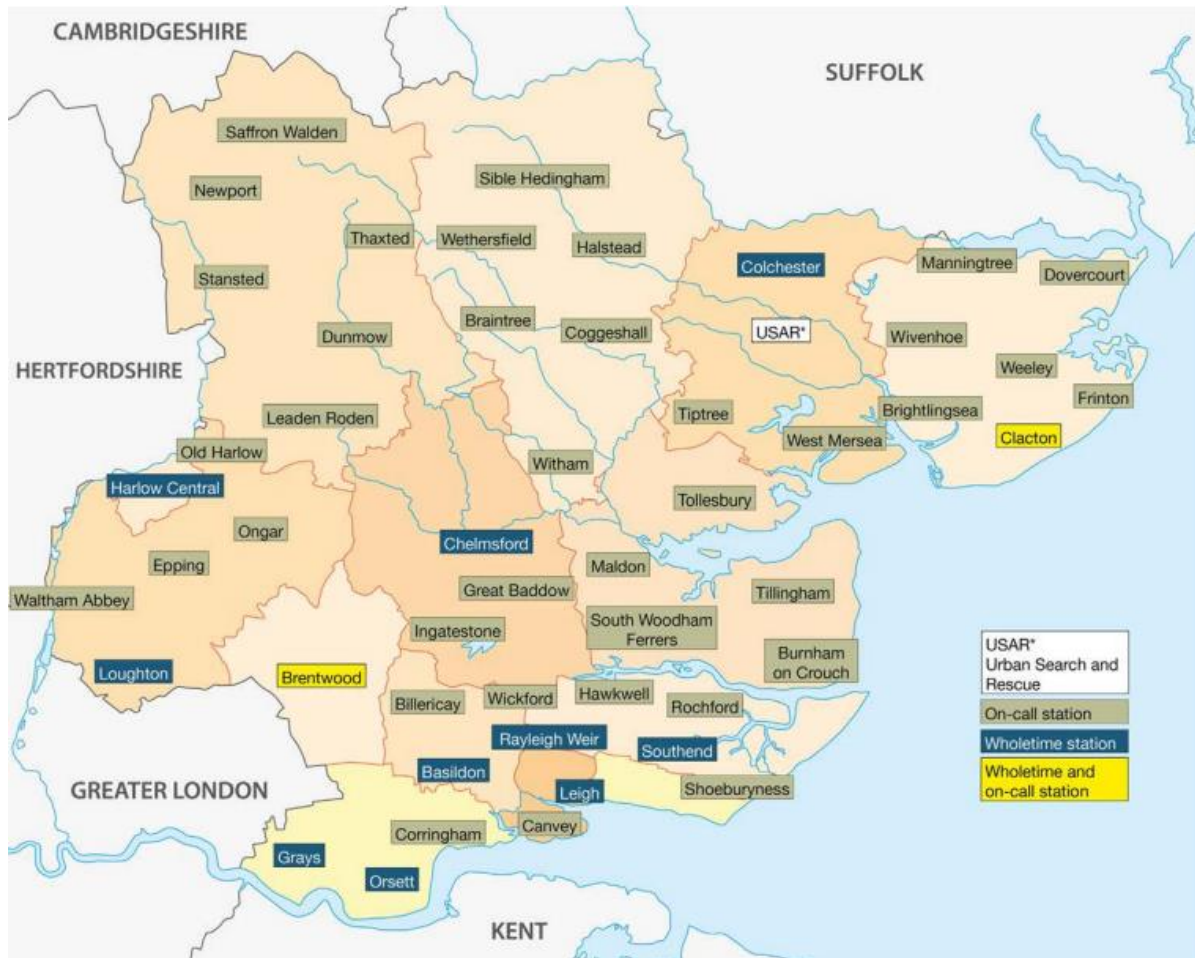 CAMBRIDGESHIRE
SUFFOLK
Saffron Walden
Sible Hedingham
Newport
Thaxted
Wethersfield
Halstead
Colchester
Manningtree
Dovercourt
Stansted
Braintree
Coggeshall
USAR*
Wivenhoe
Dunmow
Weeley
HERTFORDSHIRE
Frinton
Leaden Roden
Tiptree
Brightlingsea
West Mersea
Clacton
Old Harlow
Witham
Harlow Central
Tollesbury
Ongar
Chelmsford
Epping
Maldon
Great Baddow
Tillingham
Waltham Abbey
Ingatestone
South Woodham
Ferrers
Burnham
on Crouch
Loughton
Brentwood
Billericay
Wickford
Hawkwell
Rochford
Rayleigh Weir
Southend
Basildon
Leigh
Shoeburyness
GREATER LONDON
Corringham
Canvey
Grays
Orsett
KENT
USAR*
Urban Search and
Rescue
On-call station
Wholetime station
Wholetime and
on-call station